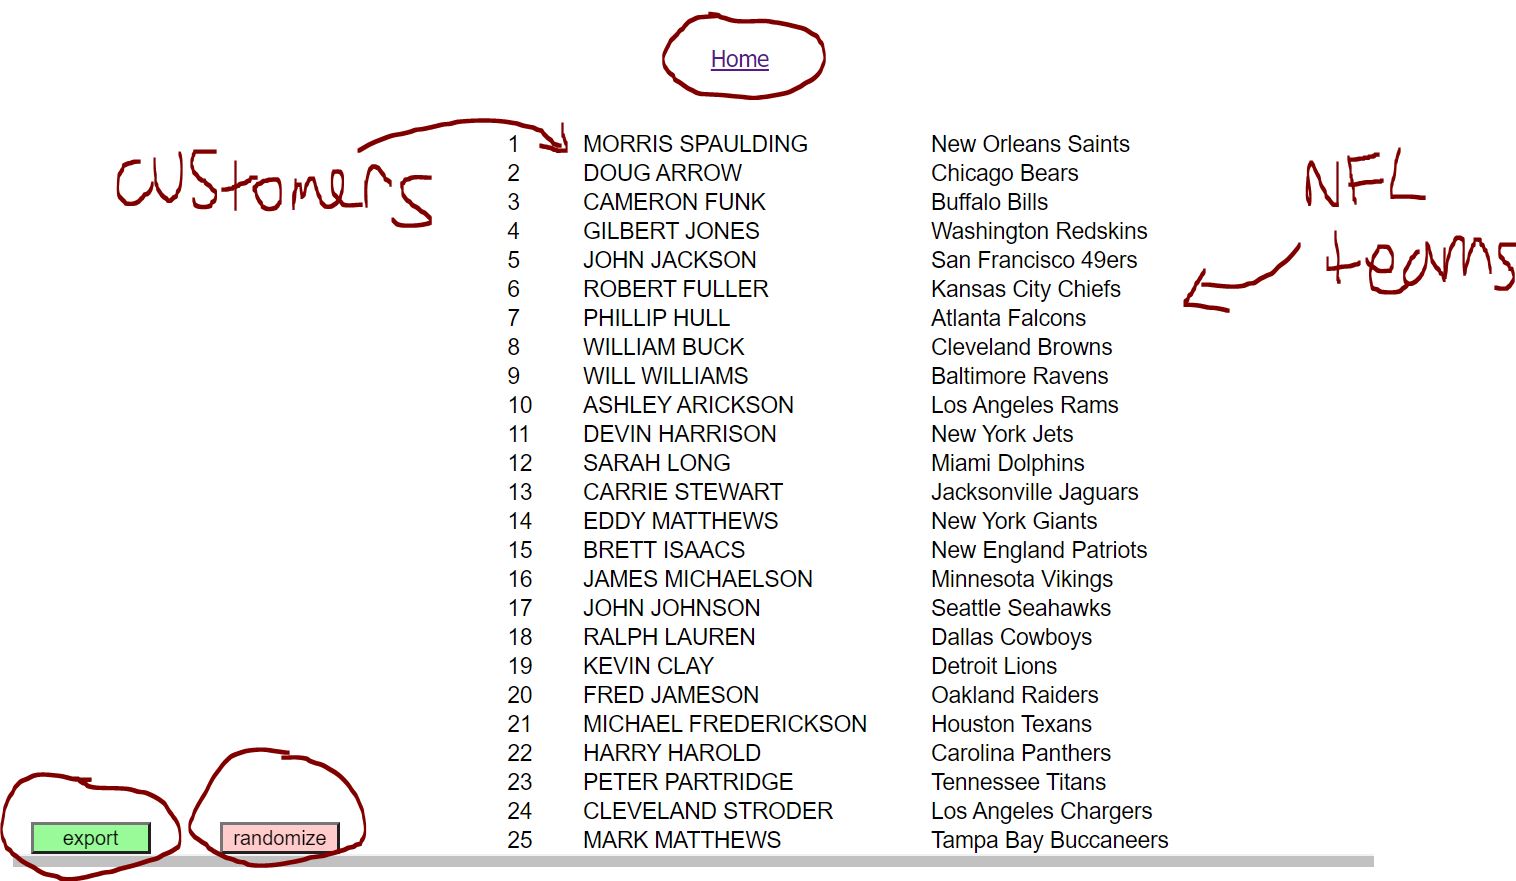 Home
1 MORRIS SPAULDING New Orleans Saints
customers
2 DOUG ARROW Chicago Bears
NFL
3 CAMERON FUNK Buffalo Bills
4 GILBERT JONES Washington Redskins
teams
5 JOHN JACKSON San Francisco 49ers
6 ROBERT FULLER Kansas City Chiefs
7 PHILLIP HULL Atlanta Falcons
8 WILLIAM BUCK Cleveland Browns
9 WILL WILLIAMS Baltimore Ravens
10 ASHLEY ARICKSON Los Angeles Rams
11 DEVIN HARRISON New York Jets
12 SARAH LONG Miami Dolphins
13 CARRIE STEWART Jacksonville Jaguars
14 EDDY MATTHEWS New York Giants
15 BRETT ISAACS New England Patriots
16 JAMES MICHAELSON Minnesota Vikings
17 JOHN JOHNSON Seattle Seahawks
18 RALPH LAUREN Dallas Cowboys
19 KEVIN CLAY Detroit Lions
20 FRED JAMESON Oakland Raiders
21 MICHAEL FREDERICKSON Houston Texans
22 HARRY HAROLD Carolina Panthers
23 PETER PARTRIDGE Tennessee Titans
24 CLEVELAND STRODER Los Angeles Chargers
25 MARK MATTHEWS Tampa Bay Buccaneers
export randomize